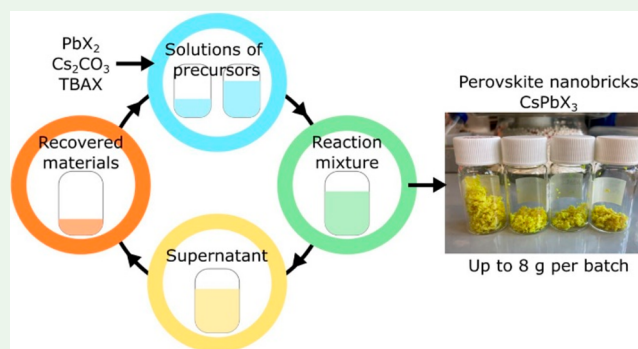 PbX₂
Cs₂CO₃
TBAX
Solutions of
precursors
Recovered
materials
Reaction
mixture
Supernatant
Perovskite nanobricks
CsPbX₃
Up to 8 g per batch